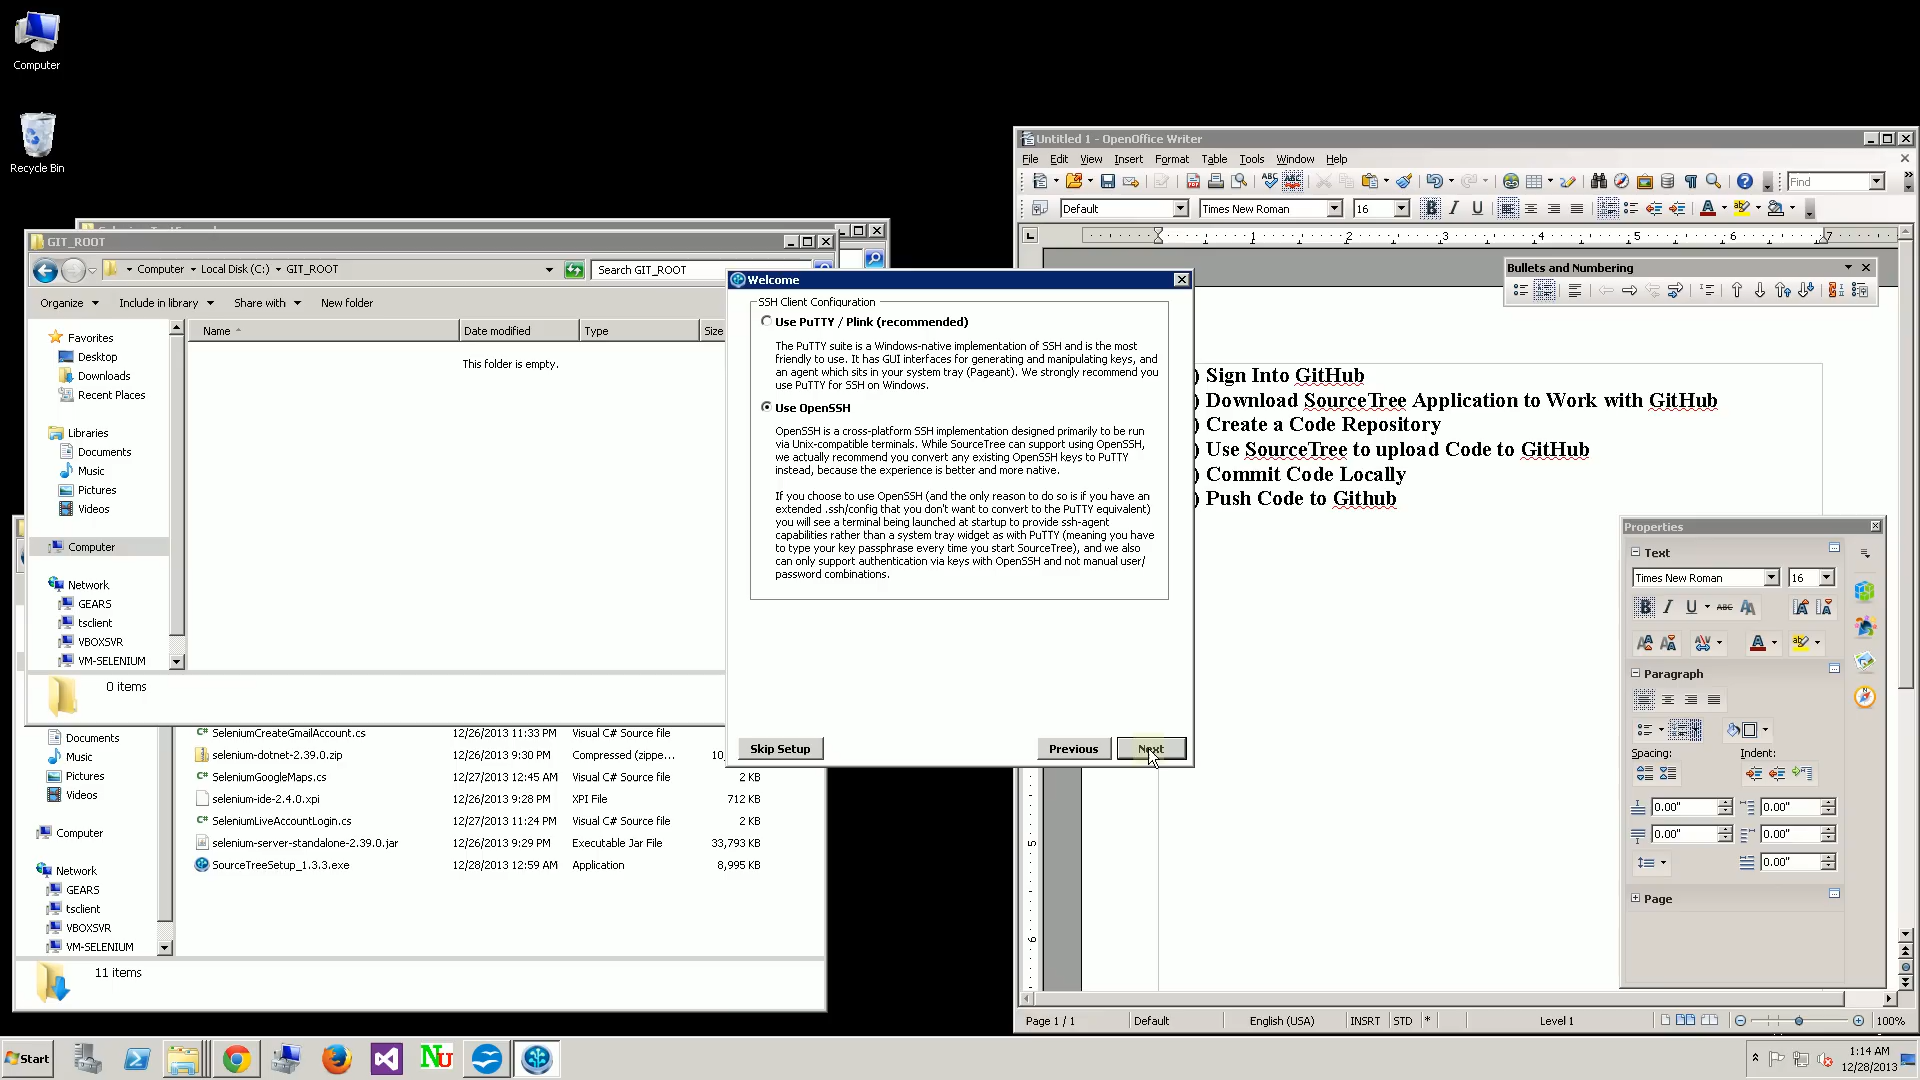 Computer
Recycle Bin
GIT_ROOT
Computer
Local Disk (C:)
GIT_ROOT
Search GIT_ROOT
Organize
Include in library
Share with
New folder
Name
Date modified
Type
Size
This folder is empty.
Favorites
Desktop
Downloads
Recent Places
Libraries
Documents
Music
Pictures
Videos
Computer
Network
GEARS
tsclient
VBOXSVR
VM-SELENIUM
0 items
Documents
Music
Pictures
Videos
Computer
Network
GEARS
tsclient
VBOXSVR
VM-SELENIUM
SeleniumCreateGmailAccount.cs 12/26/2013 11:33 PM Visual C# Source file
selenium-dotnet-2.39.0.zip 12/26/2013 9:30 PM Compressed (zippe... 10,
SeleniumGoogleMaps.cs 12/27/2013 12:45 AM Visual C# Source file 2 KB
selenium-ide-2.4.0.xpi 12/26/2013 9:28 PM XPI File 712 KB
SeleniumLiveAccountLogin.cs 12/27/2013 11:24 PM Visual C# Source file 2 KB
selenium-server-standalone-2.39.0.jar 12/26/2013 9:29 PM Executable Jar File 33,793 KB
SourceTreeSetup_1.3.3.exe 12/28/2013 12:59 AM Application 8,995 KB
11 items
Welcome
SSH Client Configuration
Use PuTTY / Plink (recommended)
The PuTTY suite is a Windows-native implementation of SSH and is the most
friendly to use. It has GUI interfaces for generating and manipulating keys, and
an agent which sits in your system tray (Pageant). We strongly recommend you
use PuTTY for SSH on Windows.
Use OpenSSH
OpenSSH is a cross-platform SSH implementation designed primarily to be run
via Unix-compatible terminals. While SourceTree can support using OpenSSH,
we actually recommend you convert any existing OpenSSH keys to PuTTY
instead, because the experience is better and more native.
If you choose to use OpenSSH (and the only reason to do so is if you have an
extended .ssh/config that you don't want to convert to the PuTTY equivalent)
you will see a terminal being launched at startup to provide ssh-agent
capabilities rather than a system tray widget as with PuTTY (meaning you have
to type your key passphrase every time you start SourceTree), and we also
can only support authentication via keys with OpenSSH and not manual user/
password combinations.
Skip Setup
Previous
Next
Untitled 1 - OpenOffice Writer
File Edit View Insert Format Table Tools Window Help
Find
Default
Times New Roman
16
1 2 3 4 5 6 7
Bullets and Numbering
) Sign Into GitHub
) Download SourceTree Application to Work with GitHub
) Create a Code Repository
) Use SourceTree to upload Code to GitHub
) Commit Code Locally
) Push Code to Github
Properties
Text
Times New Roman
16
Paragraph
Spacing:
Indent:
0.00"
0.00"
0.00"
0.00"
0.00"
Page
5
6
Page 1 / 1
Default
English (USA)
INSRT
STD
*
Level 1
100%
Start
1:14 AM
12/28/2013